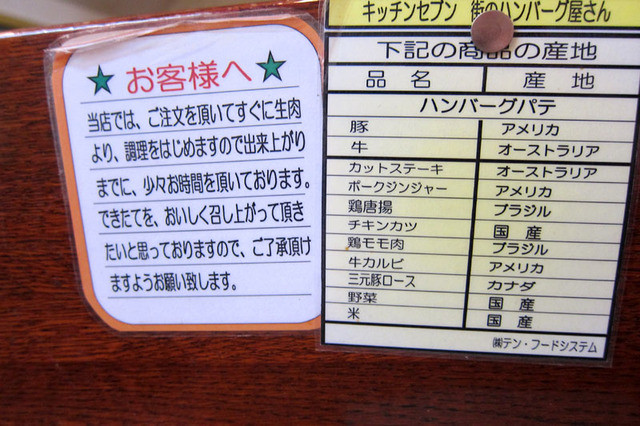 ★お客様へ★
当店では、ご注文を頂いてすぐに生肉
より、調理をはじめますので出来上がり
までに、少々お時間を頂いております。
できたてを、おいしく召し上がって頂き
たいと思っておりますので、ご了承頂け
ますようお願い致します。
キッチンセブン 街のハンバーグ屋さん
下記の商品の産地
品名 産地
ハンバーグパテ
豚 アメリカ
牛 オーストラリア
カットステーキ オーストラリア
ポークジンジャー アメリカ
鶏唐揚 ブラジル
チキンカツ 国産
鶏モモ肉 ブラジル
牛カルビ アメリカ
三元豚ロース カナダ
野菜 国産
米 国産
㈱テン・フードシステム